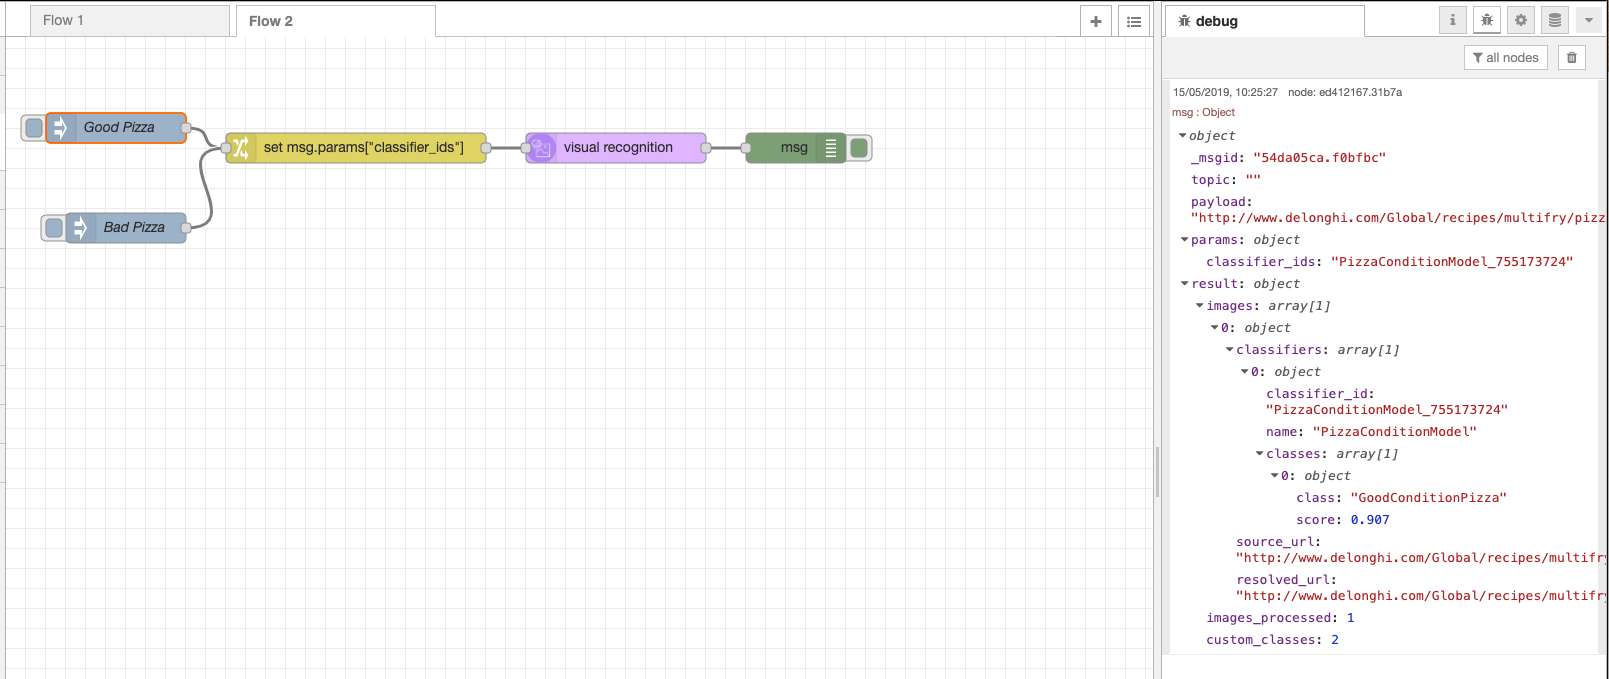 Flow 1
Flow 2
Good Pizza
set msg.params["classifier_ids"]
visual recognition
msg
Bad Pizza
debug
all nodes
15/05/2019, 10:25:27 node: ed412167.31b7a
msg : Object
object
_msgid: "54da05ca.f0bfbc"
topic: ""
payload:
"http://www.delonghi.com/Global/recipes/multifry/pizz
params: object
classifier_ids: "PizzaConditionModel_755173724"
result: object
images: array[1]
0: object
classifiers: array[1]
0: object
classifier_id:
"PizzaConditionModel_755173724"
name: "PizzaConditionModel"
classes: array[1]
0: object
class: "GoodConditionPizza"
score: 0.907
source_url:
"http://www.delonghi.com/Global/recipes/multifry
resolved_url:
"http://www.delonghi.com/Global/recipes/multifry
images_processed: 1
custom_classes: 2